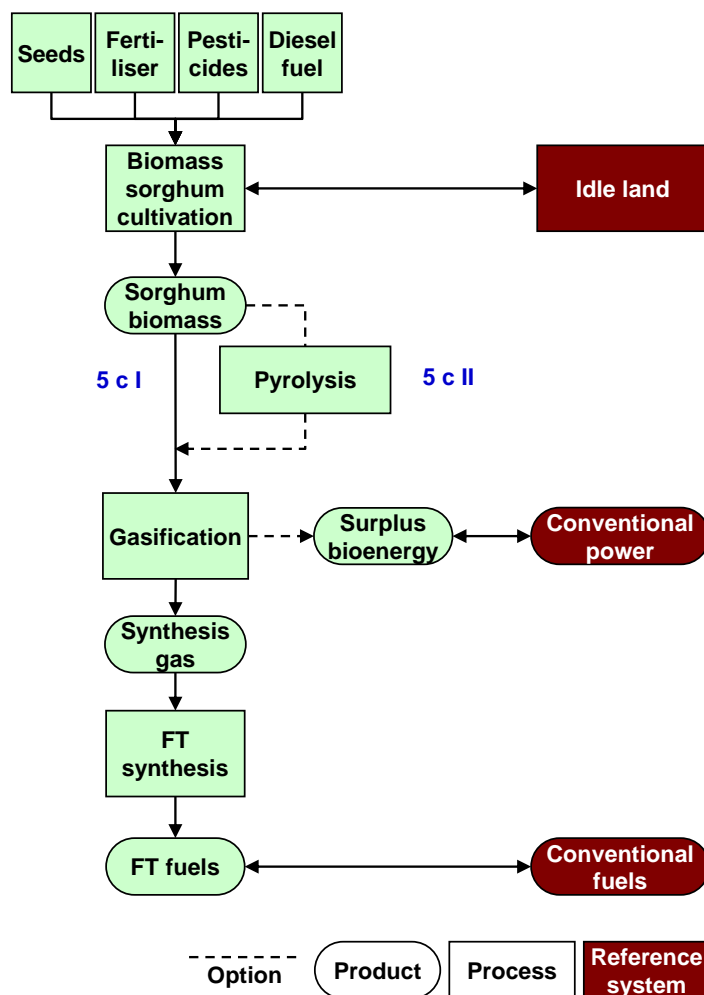 Seeds
Ferti-
liser
Pesti-
cides
Diesel
fuel
Biomass
sorghum
cultivation
Idle land
Sorghum
biomass
5 c I
Pyrolysis
5 c II
Gasification
Surplus
bioenergy
Conventional
power
Synthesis
gas
FT
synthesis
FT fuels
Conventional
fuels
Option
Product
Process
Reference
system